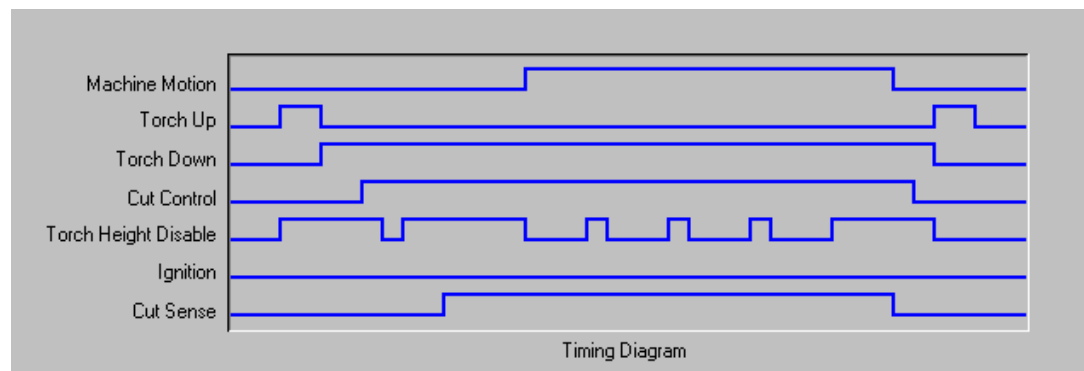 Machine Motion
Torch Up
Torch Down
Cut Control
Torch Height Disable
Ignition
Cut Sense
Timing Diagram